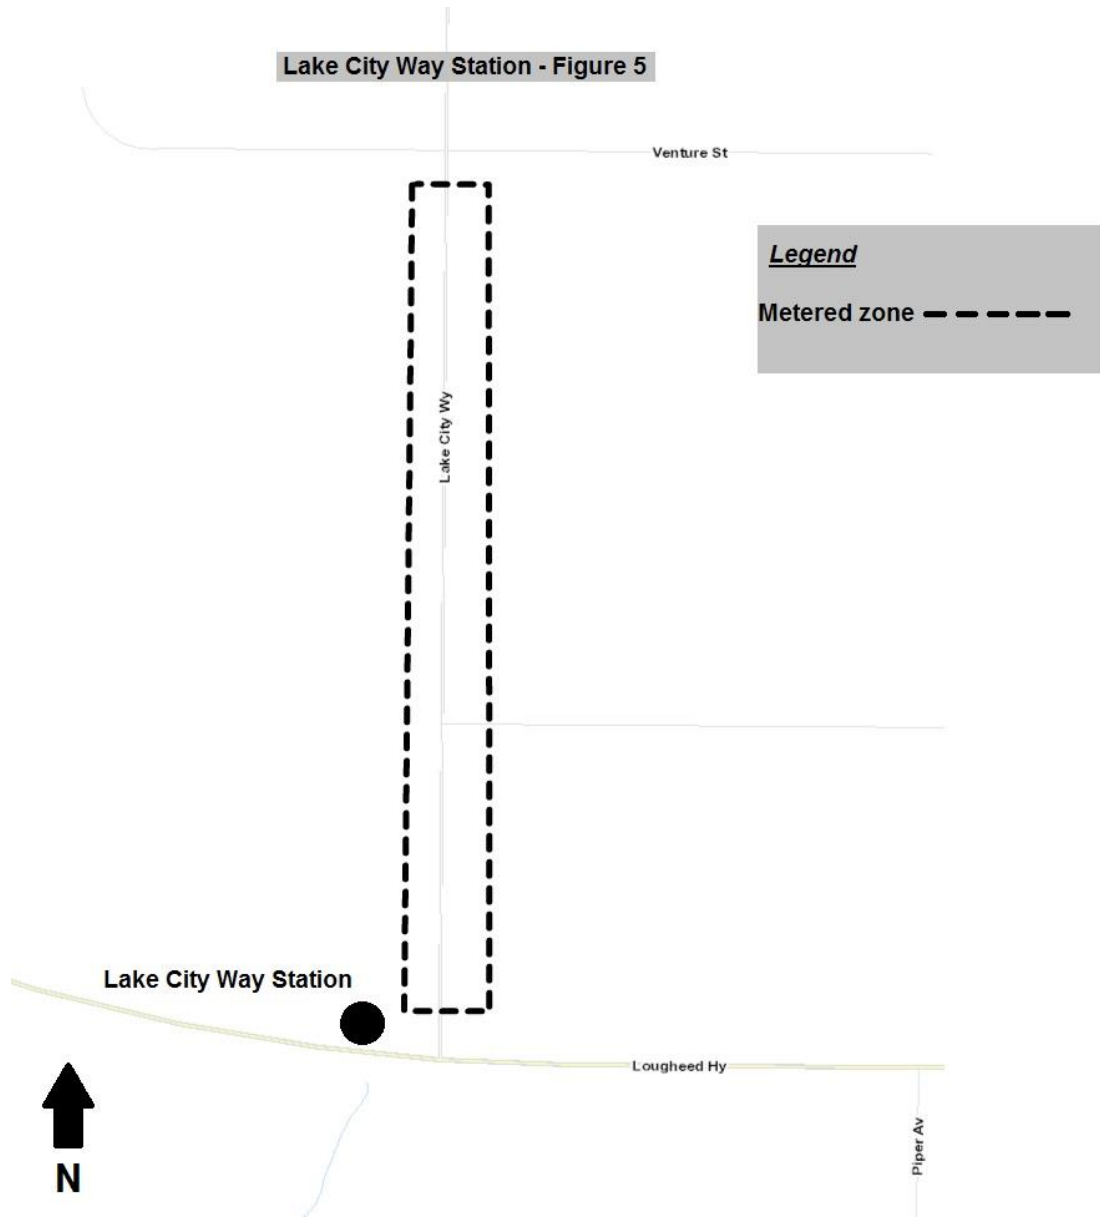 Lake City Way Station - Figure 5
Venture St
Legend
Metered zone
Lake City Wy
Lake City Way Station
Lougheed Hy
Piper Av
N